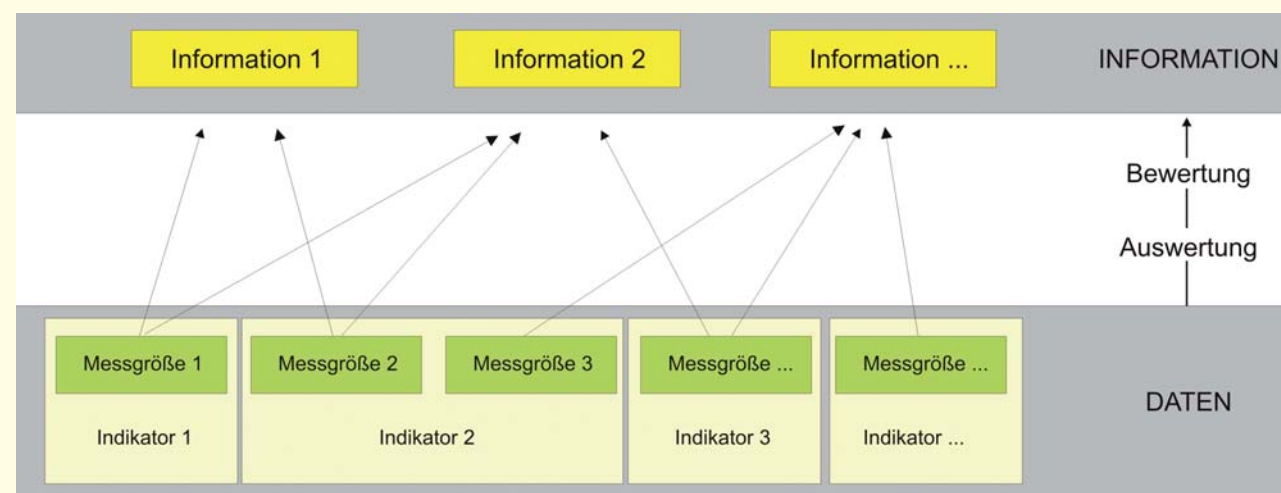 Information 1
Information 2
Information ...
INFORMATION
Bewertung
Auswertung
Messgröße 1
Messgröße 2
Messgröße 3
Messgröße ...
Messgröße ...
DATEN
Indikator 1
Indikator 2
Indikator 3
Indikator ...